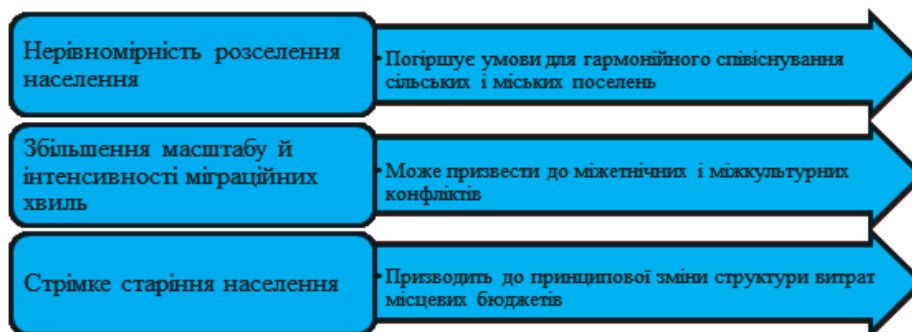 Нерівномірність розселення
населення
• Погіршує умови для гармонійного співіснування
сільських і міських поселень
Збільшення масштабу й
інтенсивності міграційних
хвиль
• Може призвести до міжетнічних і міжкультурних
конфліктів
Стрімке старіння населення
• Призводить до принципової зміни структури витрат
місцевих бюджетів